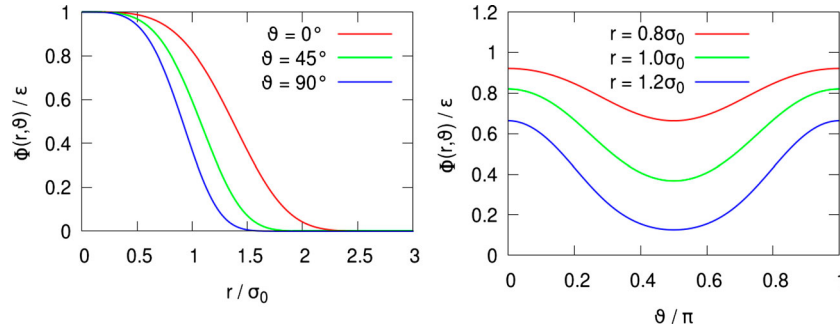 ϑ = 0°
ϑ = 45°
ϑ = 90°
Φ(r,ϑ) / ε
1
0.8
0.6
0.4
0.2
0
0 0.5 1 1.5 2 2.5 3
r / σ₀
r = 0.8σ₀
r = 1.0σ₀
r = 1.2σ₀
Φ(r,ϑ) / ε
1.2
1
0.8
0.6
0.4
0.2
0
0 0.2 0.4 0.6 0.8 1
ϑ / π